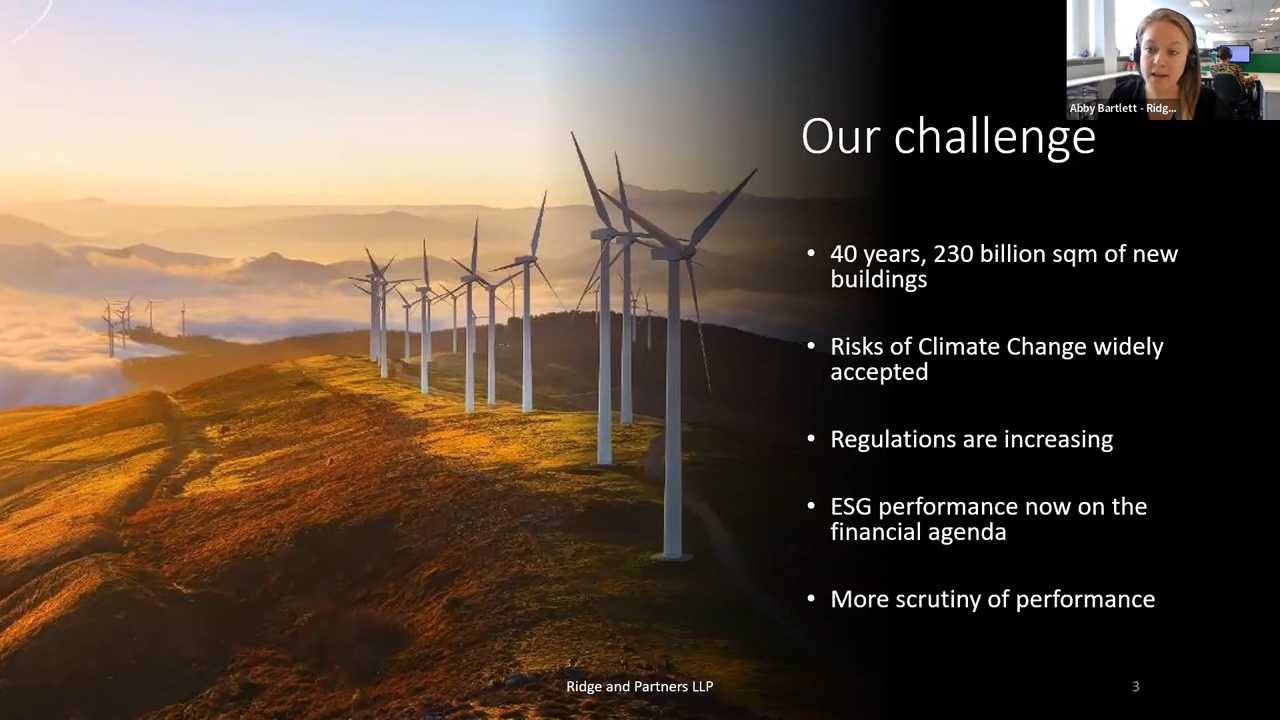 Abby Bartlett - Ridg...
Our challenge
• 40 years, 230 billion sqm of new
buildings
• Risks of Climate Change widely
accepted
• Regulations are increasing
• ESG performance now on the
financial agenda
• More scrutiny of performance
Ridge and Partners LLP
3